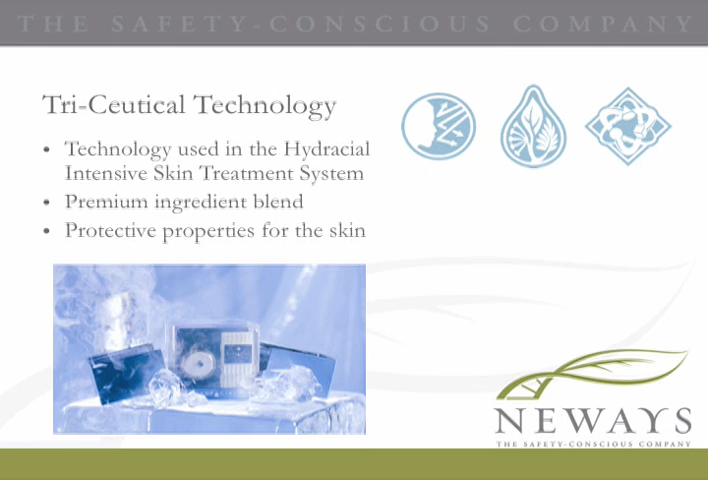 THE SAFETY-CONSCIOUS COMPANY
Tri-Ceutical Technology
• Technology used in the Hydracial
Intensive Skin Treatment System
• Premium ingredient blend
• Protective properties for the skin
NEWAYS
THE SAFETY-CONSCIOUS COMPANY